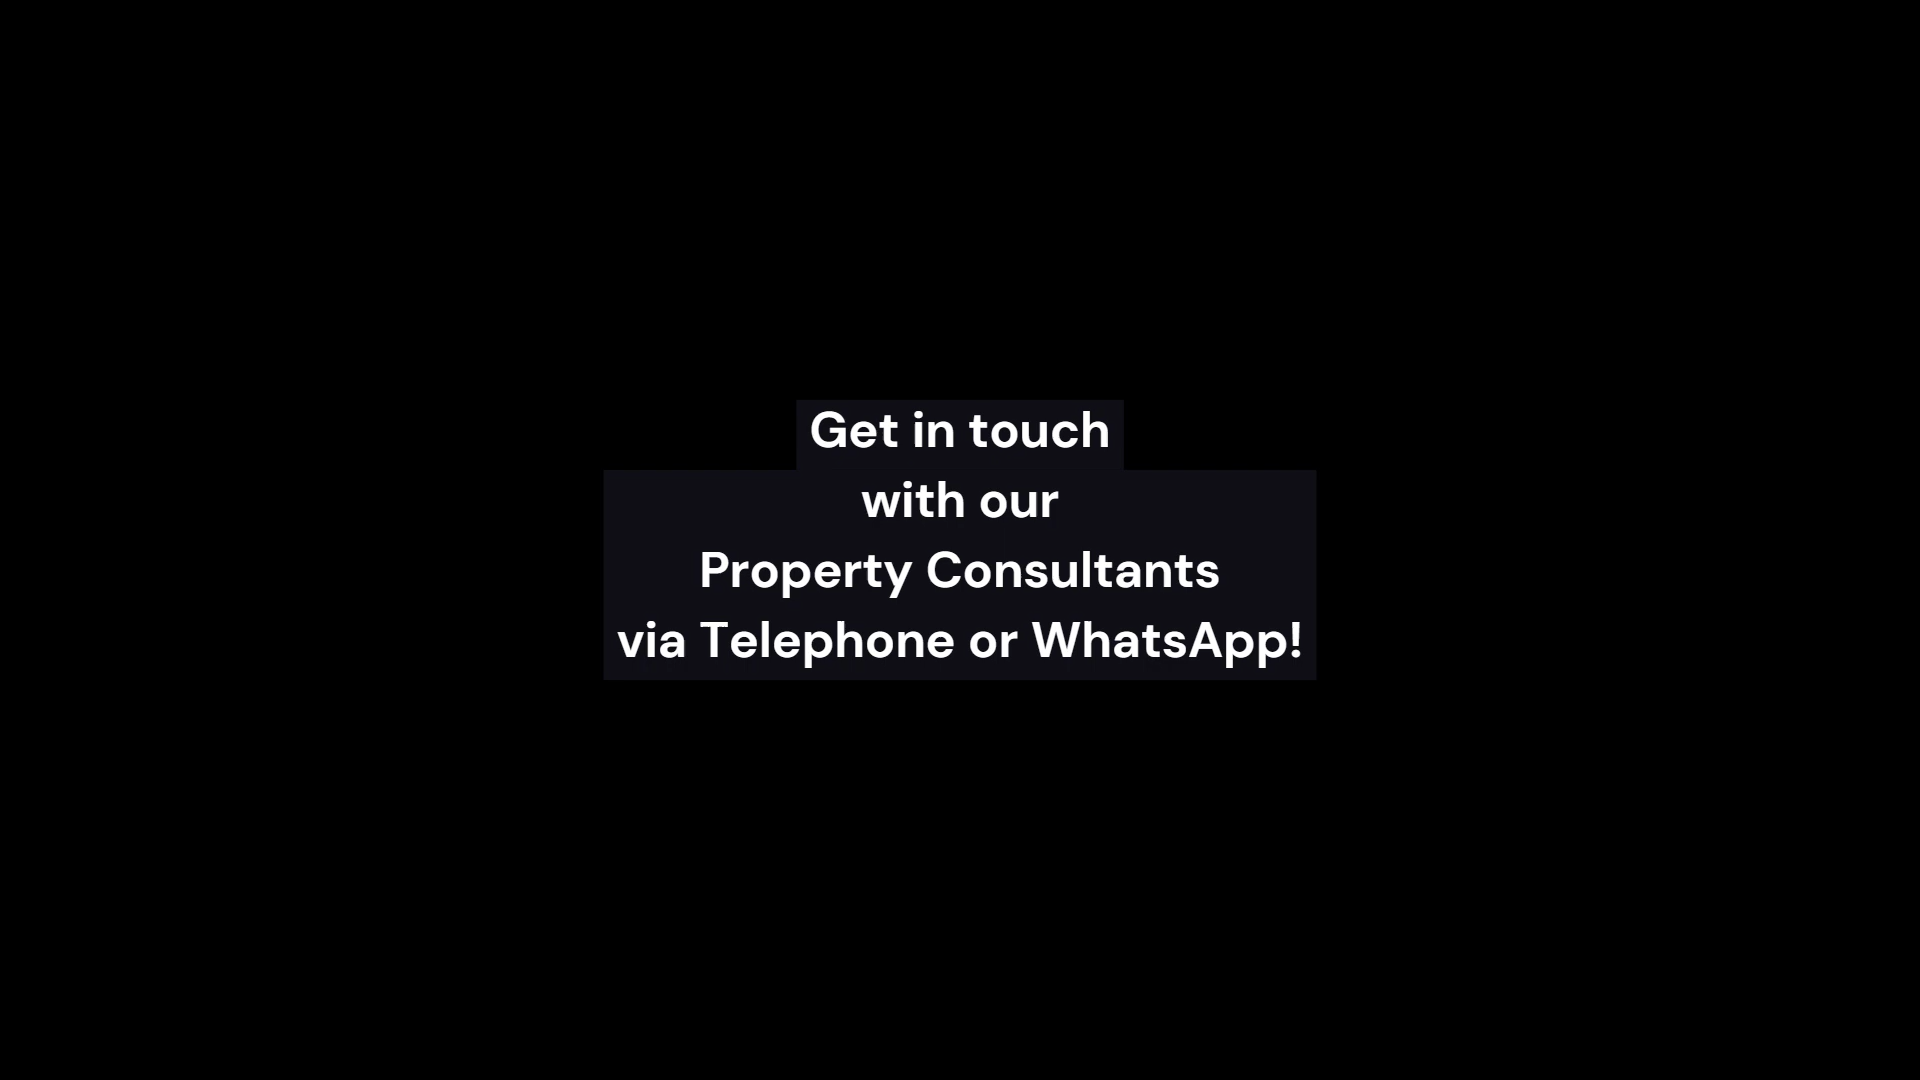 Get in touch
with our
Property Consultants
via Telephone or WhatsApp!